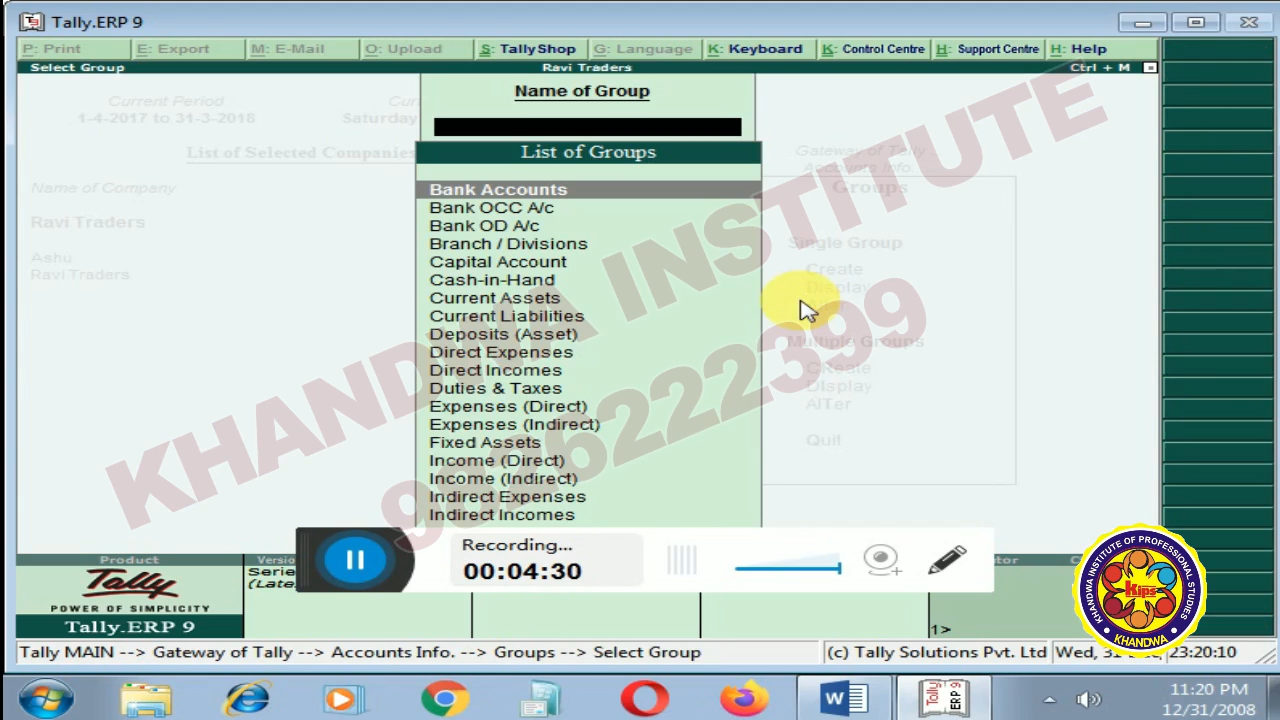 Tally.ERP 9
P: Print E: Export M: E-Mail O: Upload S: TallyShop G: Language K: Keyboard K: Control Centre H: Support Centre H: Help
Select Group Ravi Traders Ctrl + M
Name of Group
Current Period
1-4-2017 to 31-3-2018 Saturday
List of Selected Companies
Name of Company
Ravi Traders
Ashu
Ravi Traders
List of Groups
Bank Accounts
Bank OCC A/c
Bank OD A/c
Branch / Divisions
Capital Account
Cash-in-Hand
Current Assets
Current Liabilities
Deposits (Asset)
Direct Expenses
Direct Incomes
Duties & Taxes
Expenses (Direct)
Expenses (Indirect)
Fixed Assets
Income (Direct)
Income (Indirect)
Indirect Expenses
Indirect Incomes
Gateway of Tally ...
Accounts Info.
Groups
Single Group
Create
Display
Multiple Groups
CReate
DIsplay
AlTer
Quit
KHANDWA INSTITUTE
9826222399
Recording...
00:04:30
Product
Tally
POWER OF SIMPLICITY
Tally.ERP 9
1>
KHANDWA INSTITUTE OF PROFESSIONAL STUDIES
Kips
KHANDWA
Tally MAIN --> Gateway of Tally --> Accounts Info. --> Groups --> Select Group (c) Tally Solutions Pvt. Ltd Wed, 31 23:20:10
W
Tally
ERP 9
11:20 PM
12/31/2008